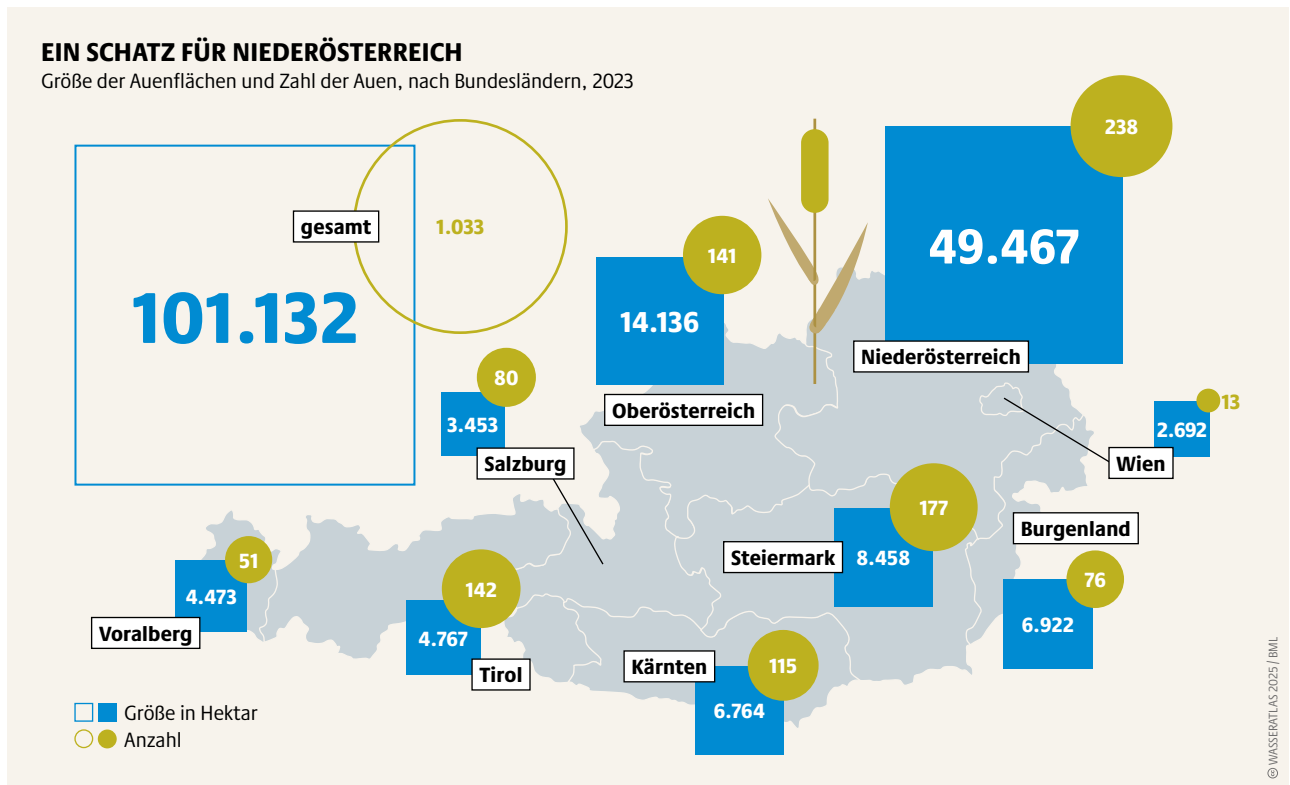 EIN SCHATZ FÜR NIEDERÖSTERREICH
Größe der Auenflächen und Zahl der Auen, nach Bundesländern, 2023
gesamt
1.033
101.132
238
49.467
Niederösterreich
141
14.136
Oberösterreich
80
3.453
Salzburg
13
2.692
Wien
177
8.458
Steiermark
Burgenland
76
6.922
51
4.473
Voralberg
142
4.767
Tirol
115
Kärnten
6.764
Größe in Hektar
Anzahl
© WASSERATLAS 2025 / BML